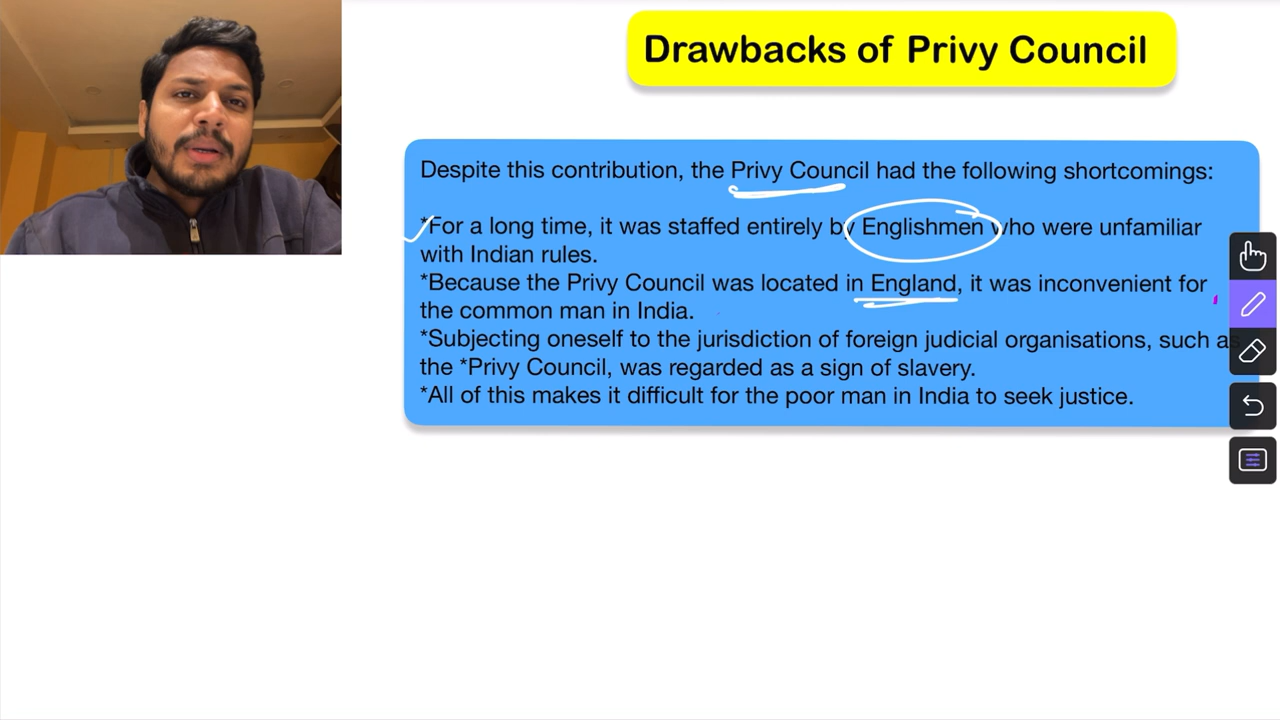 Drawbacks of Privy Council
Despite this contribution, the Privy Council had the following shortcomings:
*For a long time, it was staffed entirely by Englishmen who were unfamiliar
with Indian rules.
*Because the Privy Council was located in England, it was inconvenient for
the common man in India.
*Subjecting oneself to the jurisdiction of foreign judicial organisations, such as
the *Privy Council, was regarded as a sign of slavery.
*All of this makes it difficult for the poor man in India to seek justice.